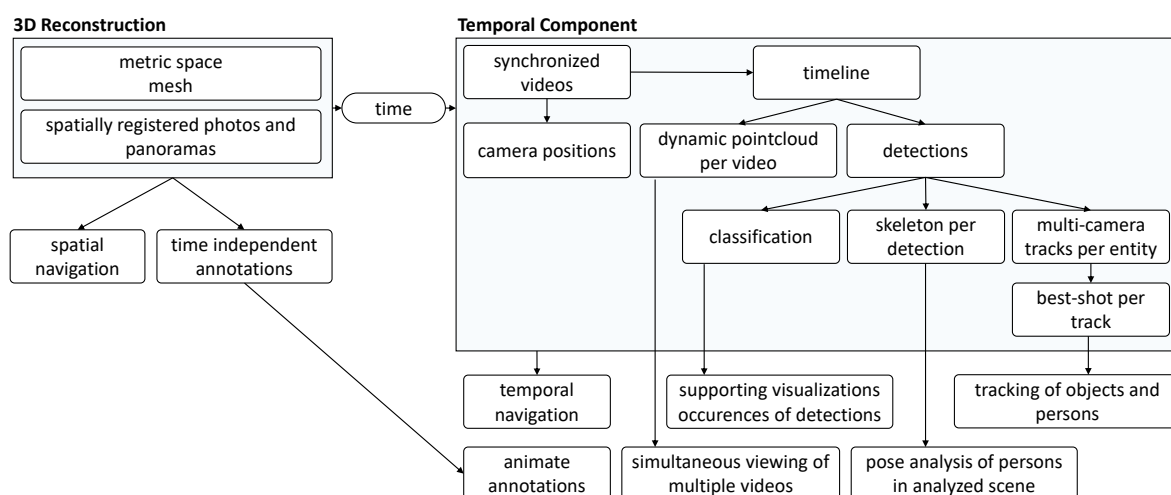 3D Reconstruction
metric space
mesh
spatially registered photos and
panoramas
time
spatial
navigation
time independent
annotations
Temporal Component
synchronized
videos
timeline
camera positions
dynamic pointcloud
per video
detections
classification
skeleton per
detection
multi-camera
tracks per entity
best-shot per
track
temporal
navigation
supporting visualizations
occurences of detections
tracking of objects and
persons
animate
annotations
simultaneous viewing of
multiple videos
pose analysis of persons
in analyzed scene